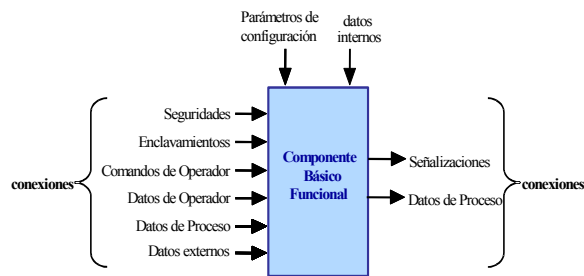 Parámetros de
configuración
datos
internos
Seguridades
Enclavamientoss
Comandos de Operador
Datos de Operador
Datos de Proceso
Datos externos
conexiones
Componente
Básico
Funcional
Señalizaciones
Datos de Proceso
conexiones